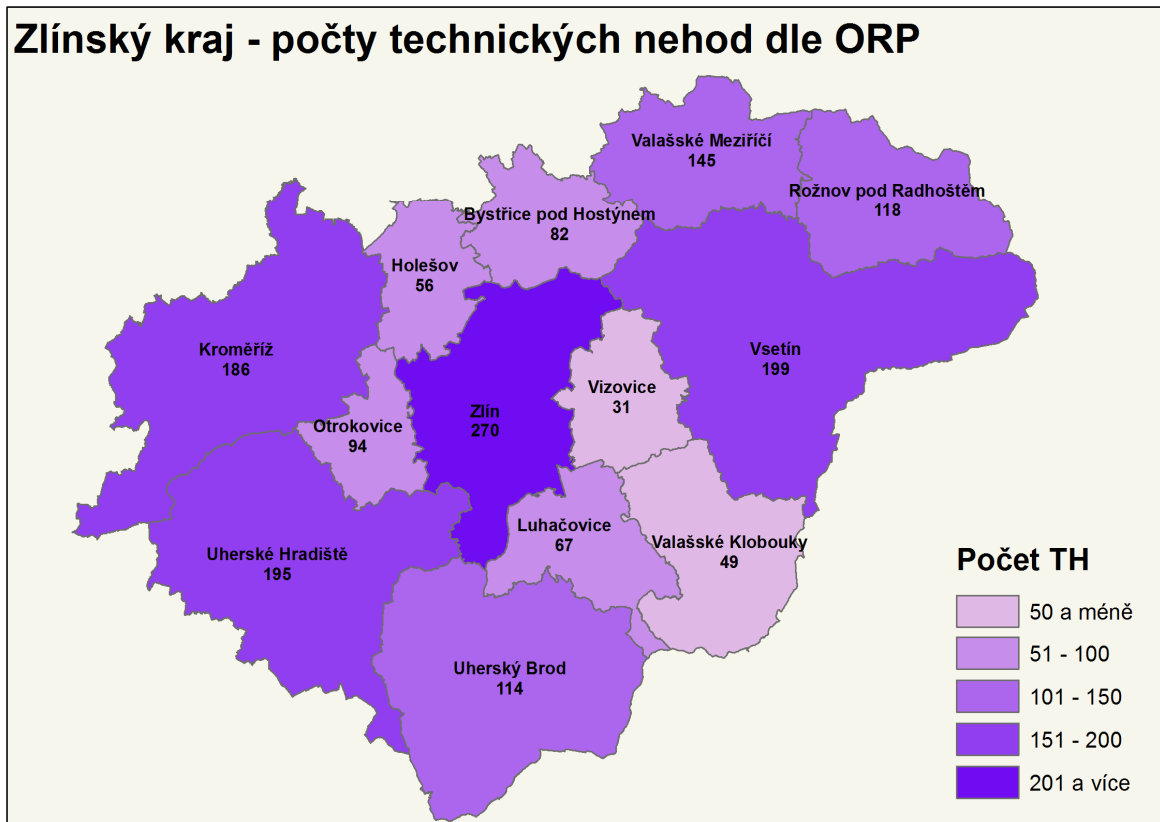 Zlínský kraj - počty technických nehod dle ORP
Valašské Meziříčí
145
Rožnov pod Radhoštěm
118
Bystřice pod Hostýnem
82
Holešov
56
Kroměříž
186
Vsetín
199
Vizovice
31
Zlín
270
Otrokovice
94
Luhačovice
67
Valašské Klobouky
49
Uherské Hradiště
195
Uherský Brod
114
Počet TH
50 a méně
51 - 100
101 - 150
151 - 200
201 a více